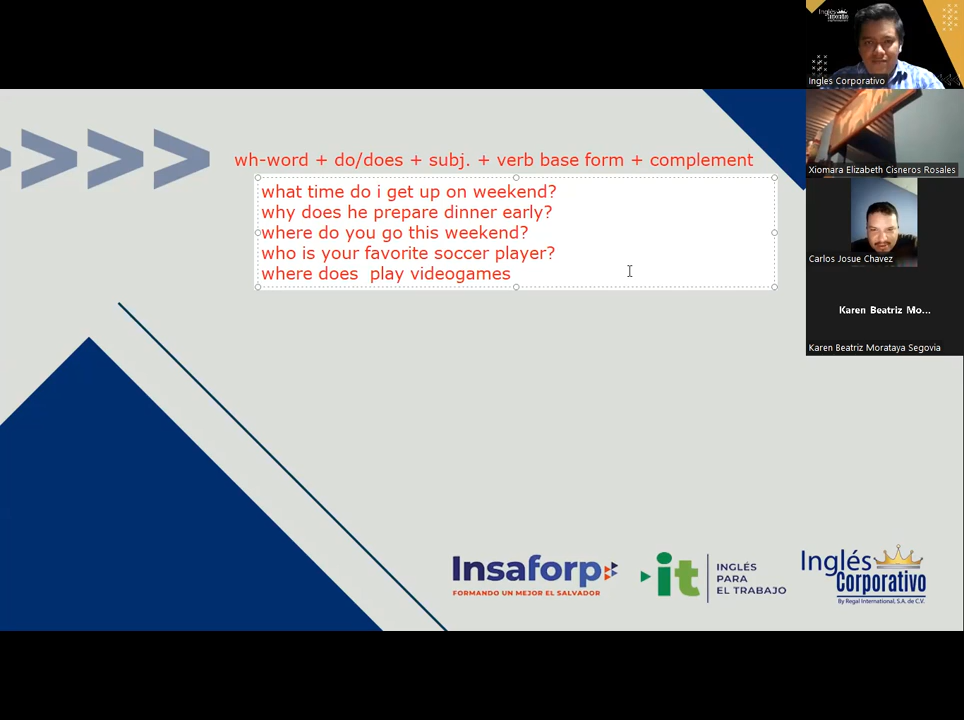 Inglés
Corporativo
Ingles Corporativo
Xiomara Elizabeth Cisneros Rosales
Carlos Josue Chavez
Karen Beatriz Mo...
Karen Beatriz Morataya Segovia
>>>>
wh-word + do/does + subj. + verb base form + complement
what time do i get up on weekend?
why does he prepare dinner early?
where do you go this weekend?
who is your favorite soccer player?
where does  play videogames
Insaforp
FORMANDO UN MEJOR EL SALVADOR
it
INGLÉS
PARA
EL TRABAJO
Inglés
Corporativo
By Regal International, S.A. de C.V.